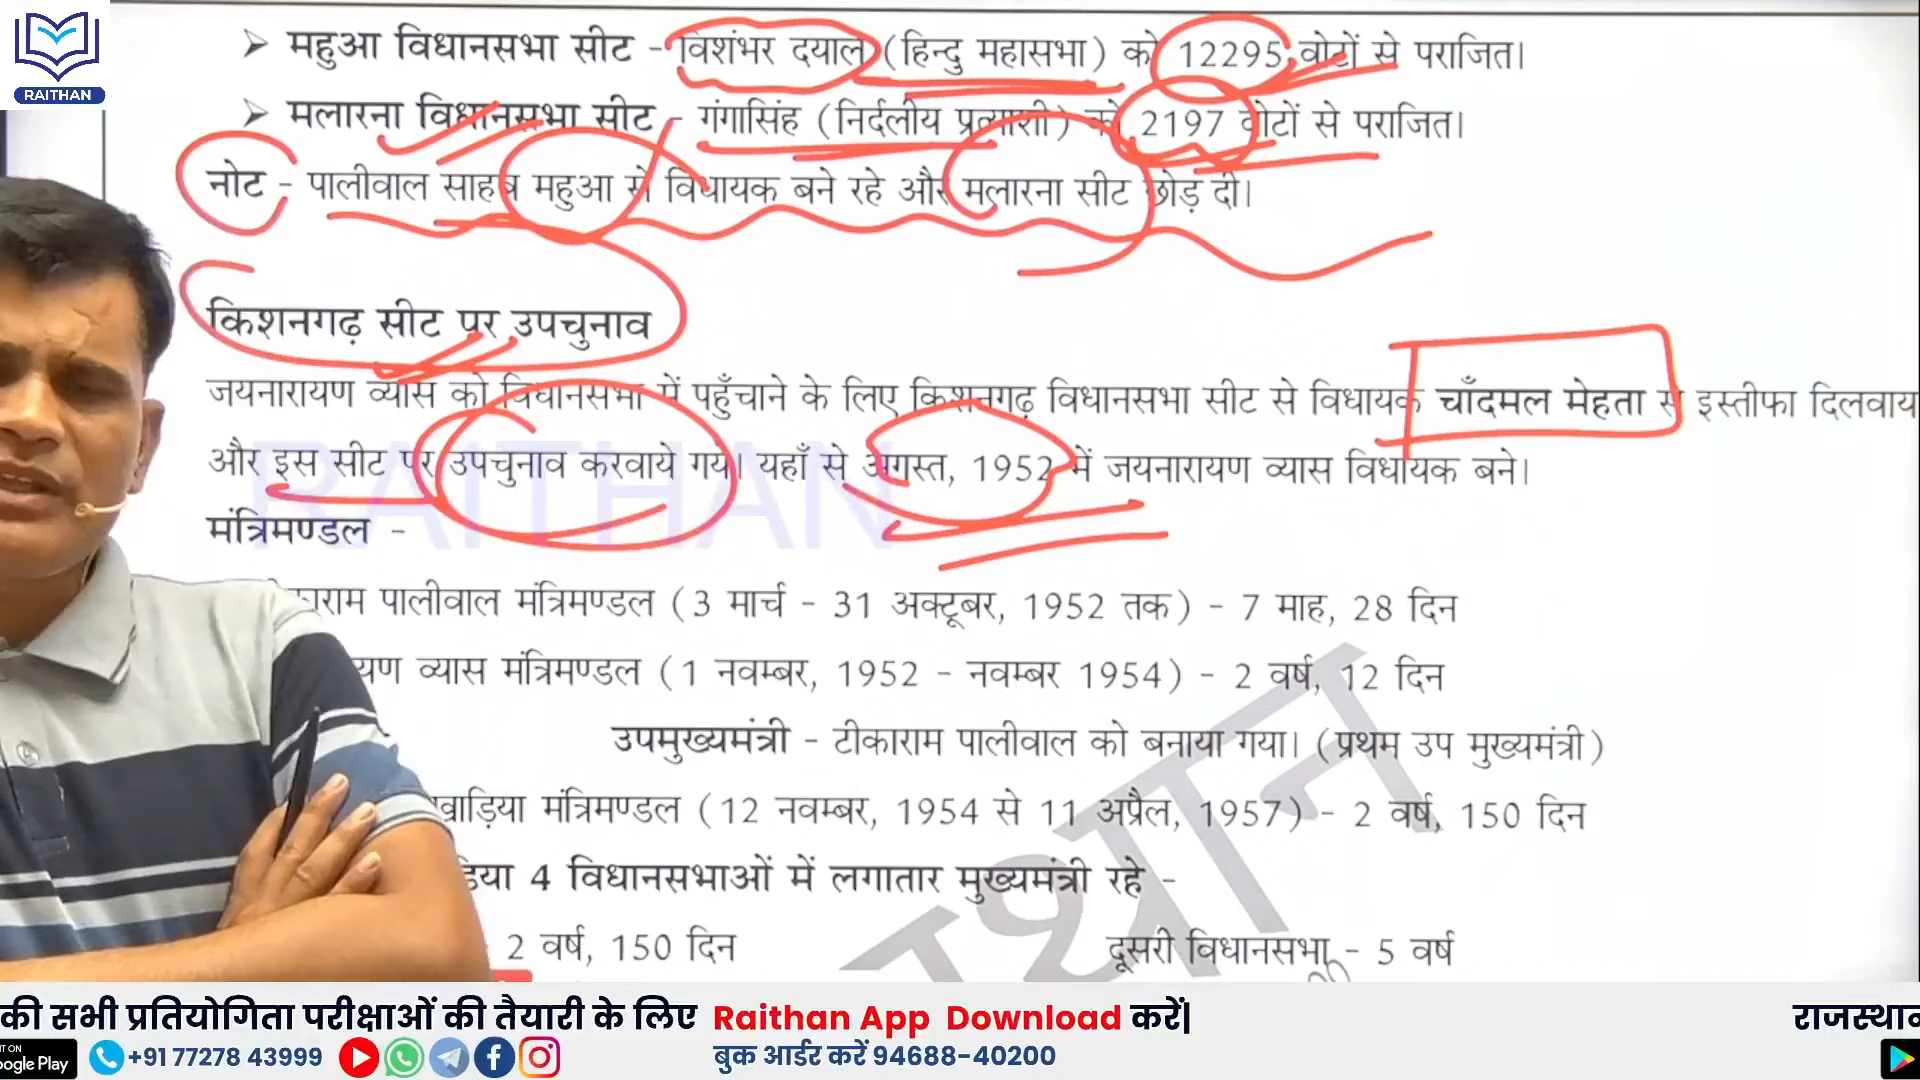 RAITHAN
➤ महुआ विधानसभा सीट - विशंभर दयाल (हिन्दु महासभा) को 12295 वोटों से पराजित।
➤ मलारना विधानसभा सीट - गंगासिंह (निर्दलीय प्रत्याशी) को 2197 वोटों से पराजित।
नोट - पालीवाल साहब महुआ से विधायक बने रहे और मलारना सीट छोड़ दी।
किशनगढ़ सीट पर उपचुनाव
जयनारायण व्यास को विधानसभा में पहुँचाने के लिए किशनगढ़ विधानसभा सीट से विधायक चाँदमल मेहता से इस्तीफा दिलवाय
और इस सीट पर उपचुनाव करवाये गये। यहाँ से अगस्त, 1952 में जयनारायण व्यास विधायक बने।
RAITHAN
मंत्रिमण्डल -
ाराम पालीवाल मंत्रिमण्डल (3 मार्च - 31 अक्टूबर, 1952 तक) - 7 माह, 28 दिन
यण व्यास मंत्रिमण्डल (1 नवम्बर, 1952 - नवम्बर 1954) - 2 वर्ष, 12 दिन
उपमुख्यमंत्री - टीकाराम पालीवाल को बनाया गया। (प्रथम उप मुख्यमंत्री)
खाड़िया मंत्रिमण्डल (12 नवम्बर, 1954 से 11 अप्रैल, 1957) - 2 वर्ष, 150 दिन
डिया 4 विधानसभाओं में लगातार मुख्यमंत्री रहे -
2 वर्ष, 150 दिन दूसरी विधानसभा - 5 वर्ष
की सभी प्रतियोगिता परीक्षाओं की तैयारी के लिए Raithan App Download करें| राजस्थान
IT ON
oogle Play +91 77278 43999 बुक आर्डर करें 94688-40200